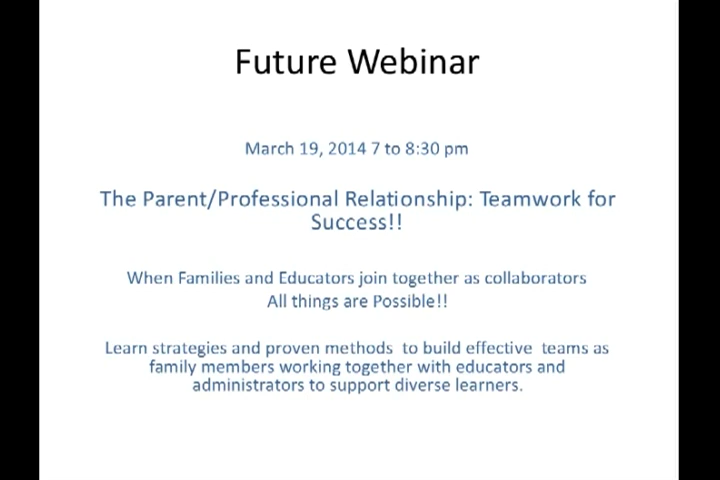 Future Webinar
March 19, 2014 7 to 8:30 pm
The Parent/Professional Relationship: Teamwork for
Success!!
When Families and Educators join together as collaborators
All things are Possible!!
Learn strategies and proven methods  to build effective  teams as
family members working together with educators and
administrators to support diverse learners.